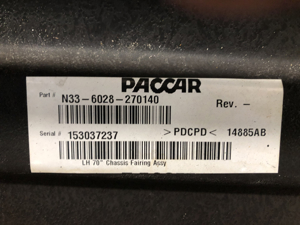 PACCAR
Part # N33-6028-270140 Rev. -
Serial # 153037237 >PDCPD< 14885AB
LH 70" Chassis Fairing Assy